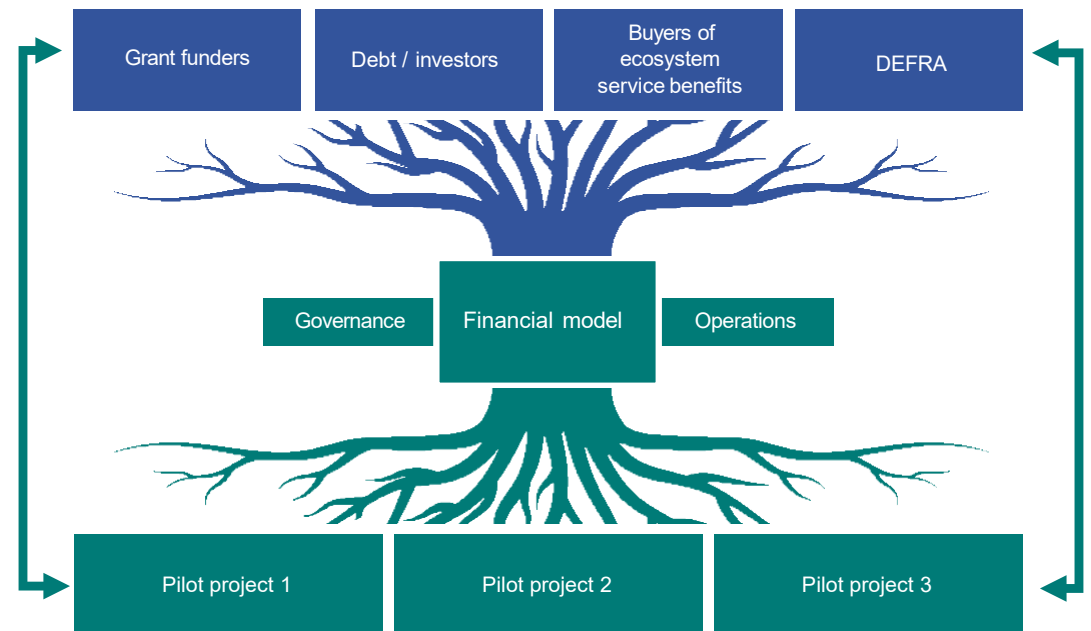 Grant funders
Debt / investors
Buyers of
ecosystem
service benefits
DEFRA
Governance
Financial model
Operations
Pilot project 1
Pilot project 2
Pilot project 3